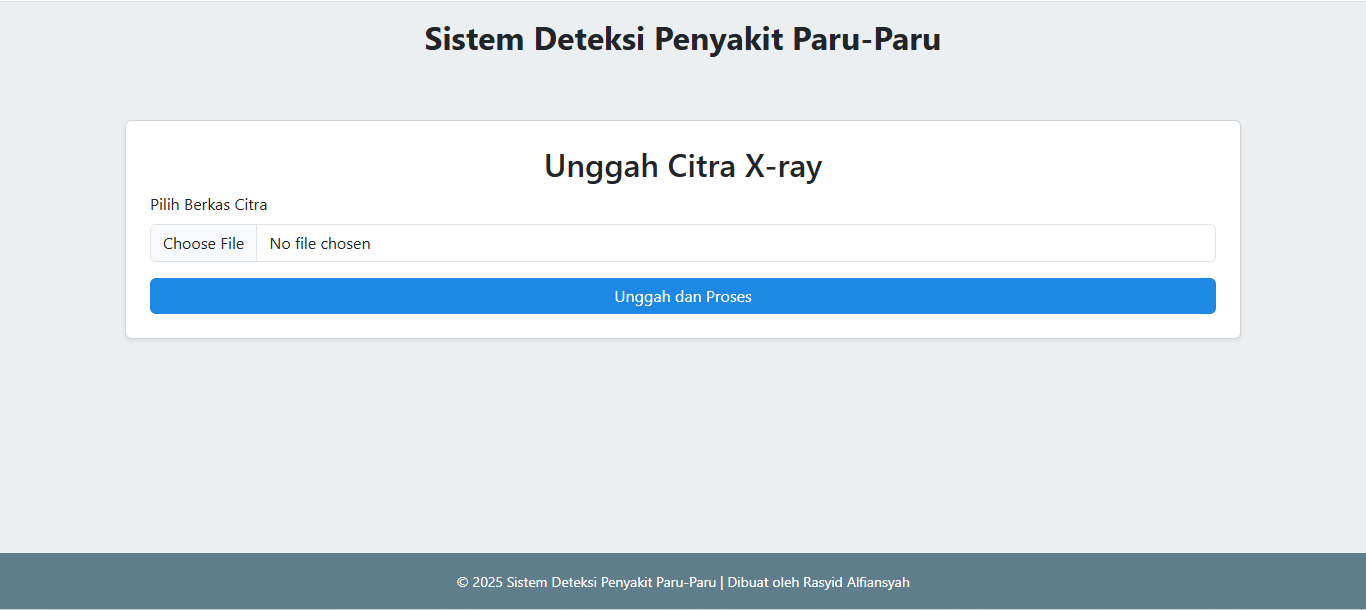 Sistem Deteksi Penyakit Paru-Paru
Unggah Citra X-ray
Pilih Berkas Citra
Choose File No file chosen
Unggah dan Proses
© 2025 Sistem Deteksi Penyakit Paru-Paru | Dibuat oleh Rasyid Alfiansyah